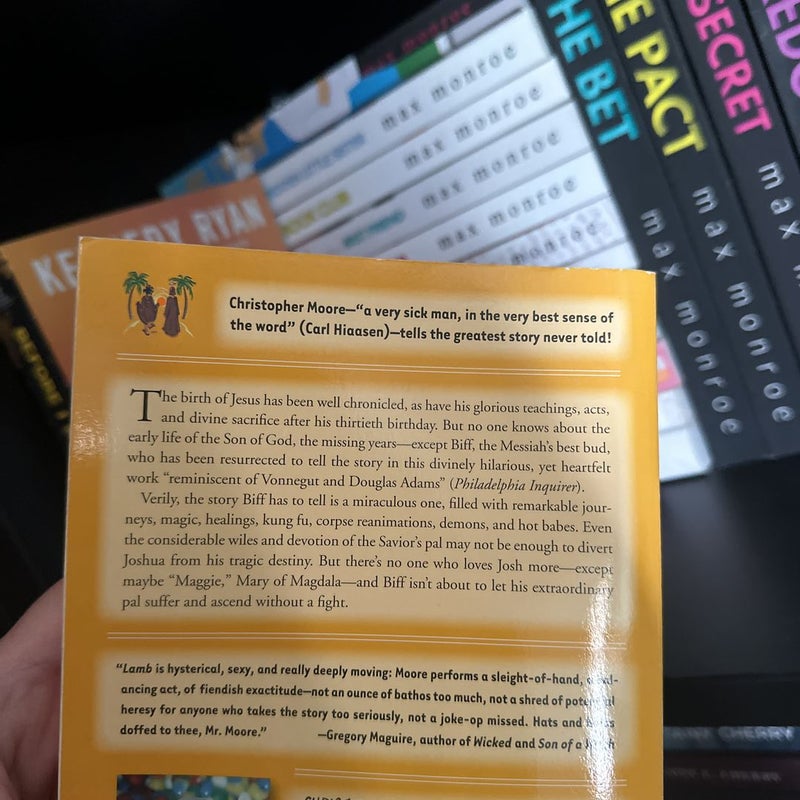 max monroe
max monroe
max monroe
max monroe
max monroe
monroe
THE BET
max monroe
THE PACT
max monroe
SECRET
max monroe
RYAN
BEFORE I
Christopher Moore—“a very sick man, in the very best sense of
the word” (Carl Hiaasen)—tells the greatest story never told!
The birth of Jesus has been well chronicled, as have his glorious teachings, acts,
and divine sacrifice after his thirtieth birthday. But no one knows about the
early life of the Son of God, the missing years—except Biff, the Messiah’s best bud,
who has been resurrected to tell the story in this divinely hilarious, yet heartfelt
work “reminiscent of Vonnegut and Douglas Adams” (Philadelphia Inquirer).
Verily, the story Biff has to tell is a miraculous one, filled with remarkable jour-
neys, magic, healings, kung fu, corpse reanimations, demons, and hot babes. Even
the considerable wiles and devotion of the Savior’s pal may not be enough to divert
Joshua from his tragic destiny. But there’s no one who loves Josh more—except
maybe “Maggie,” Mary of Magdala—and Biff isn’t about to let his extraordinary
pal suffer and ascend without a fight.
“Lamb is hysterical, sexy, and really deeply moving: Moore performs a sleight-of-hand,
ancing act, of fiendish exactitude—not an ounce of bathos too much, not a shred of
heresy for anyone who takes the story too seriously, not a joke-op missed. Hats and
doffed to thee, Mr. Moore.” —Gregory Maguire, author of Wicked and Son of a
CHERRY